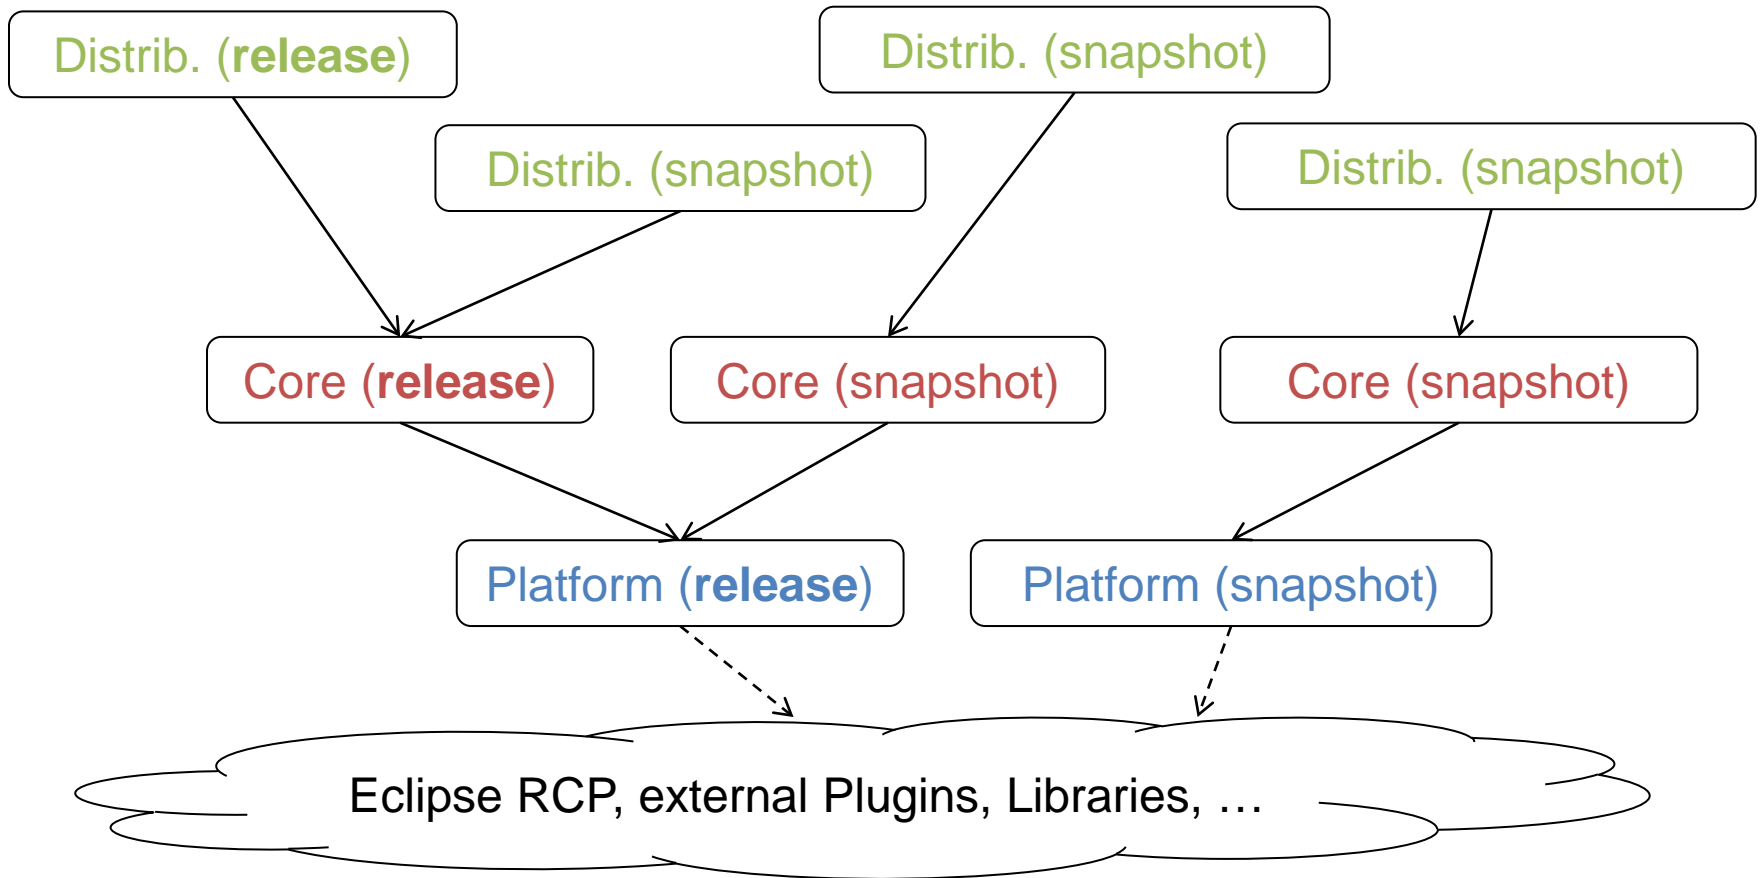 Distrib. (release)
Distrib. (snapshot)
Distrib. (snapshot)
Distrib. (snapshot)
Core (release)
Core (snapshot)
Core (snapshot)
Platform (release)
Platform (snapshot)
Eclipse RCP, external Plugins, Libraries, …